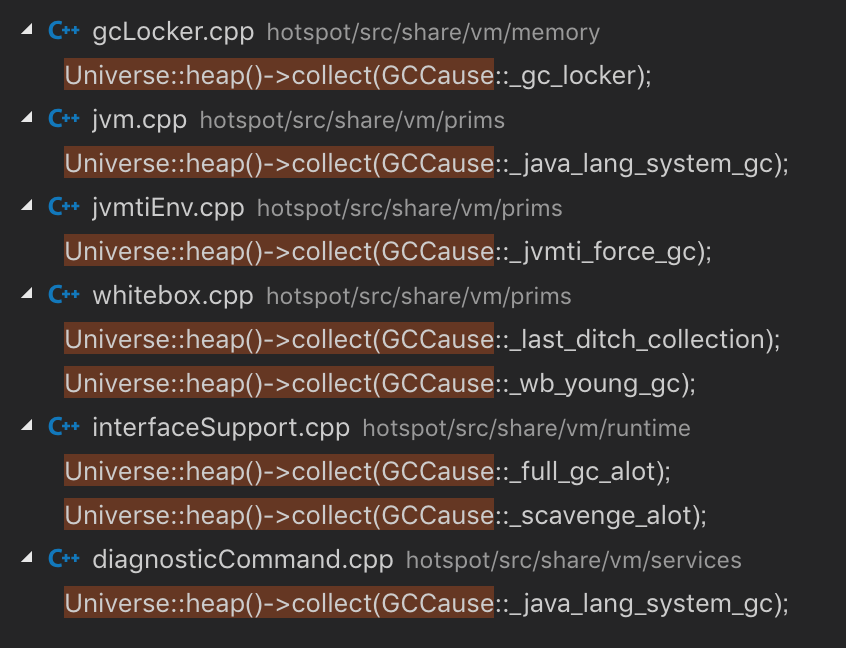 C++ gcLocker.cpp hotspot/src/share/vm/memory
Universe::heap()->collect(GCCause::_gc_locker);
C++ jvm.cpp hotspot/src/share/vm/prims
Universe::heap()->collect(GCCause::_java_lang_system_gc);
C++ jvmtiEnv.cpp hotspot/src/share/vm/prims
Universe::heap()->collect(GCCause::_jvmti_force_gc);
C++ whitebox.cpp hotspot/src/share/vm/prims
Universe::heap()->collect(GCCause::_last_ditch_collection);
Universe::heap()->collect(GCCause::_wb_young_gc);
C++ interfaceSupport.cpp hotspot/src/share/vm/runtime
Universe::heap()->collect(GCCause::_full_gc_alot);
Universe::heap()->collect(GCCause::_scavenge_alot);
C++ diagnosticCommand.cpp hotspot/src/share/vm/services
Universe::heap()->collect(GCCause::_java_lang_system_gc);